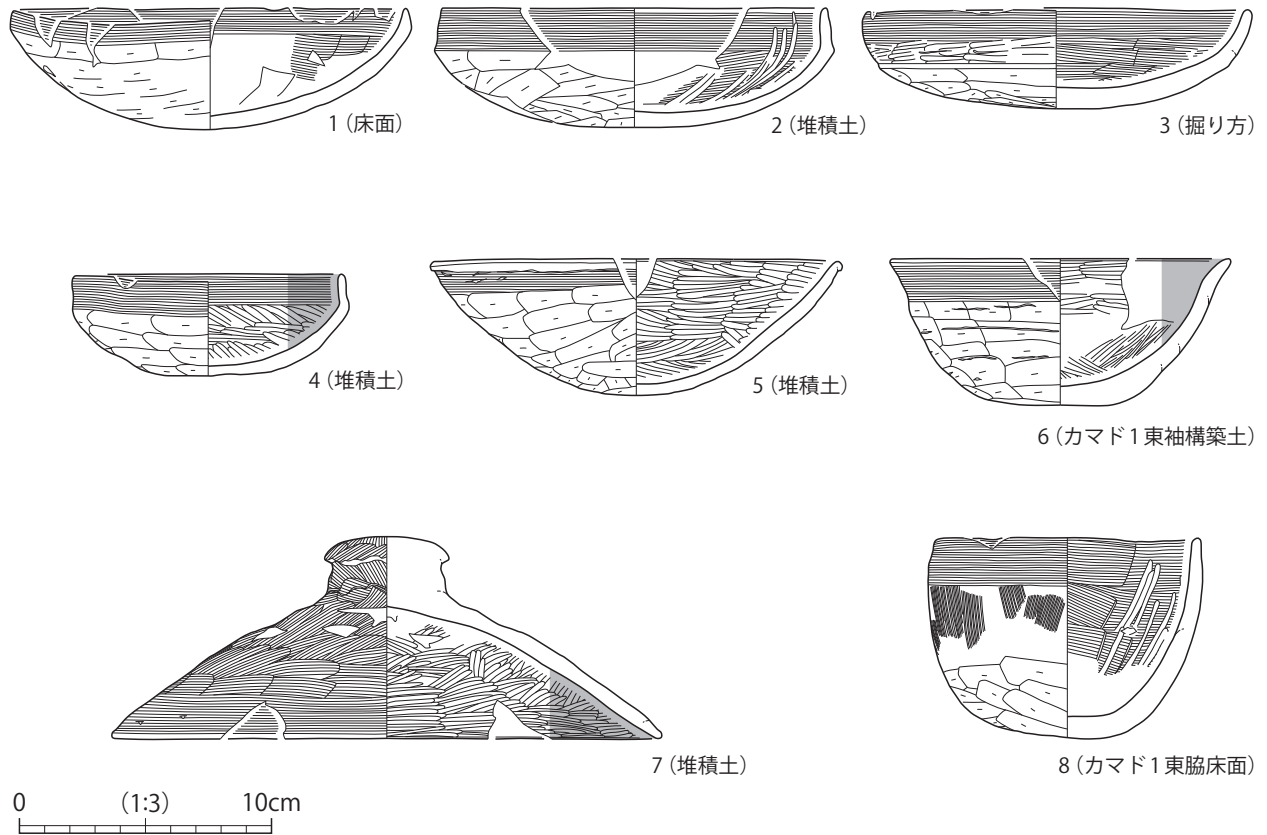 1（床面）
2（堆積土）
3（掘り方）
4（堆積土）
5（堆積土）
6（カマド1東袖構築土）
7（堆積土）
8（カマド1東脇床面）
0 （1:3） 10cm